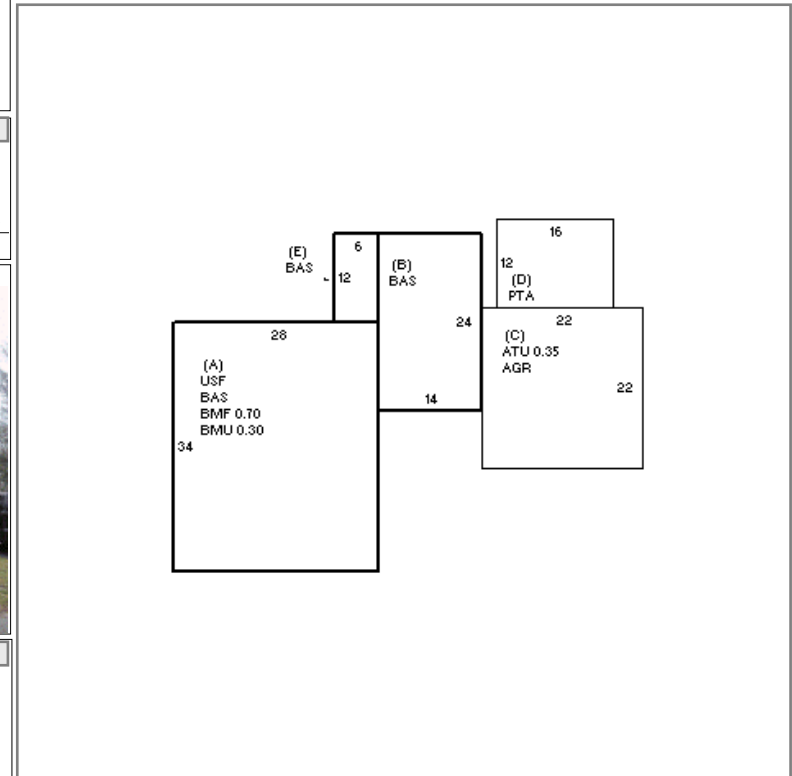 16
6
(E)
BAS
12
(B)
BAS
12
(D)
PTA
24
22
28
(C)
ATU 0.35
AGR
(A)
USF
BAS
BMF 0.70
BMU 0.30
22
14
34